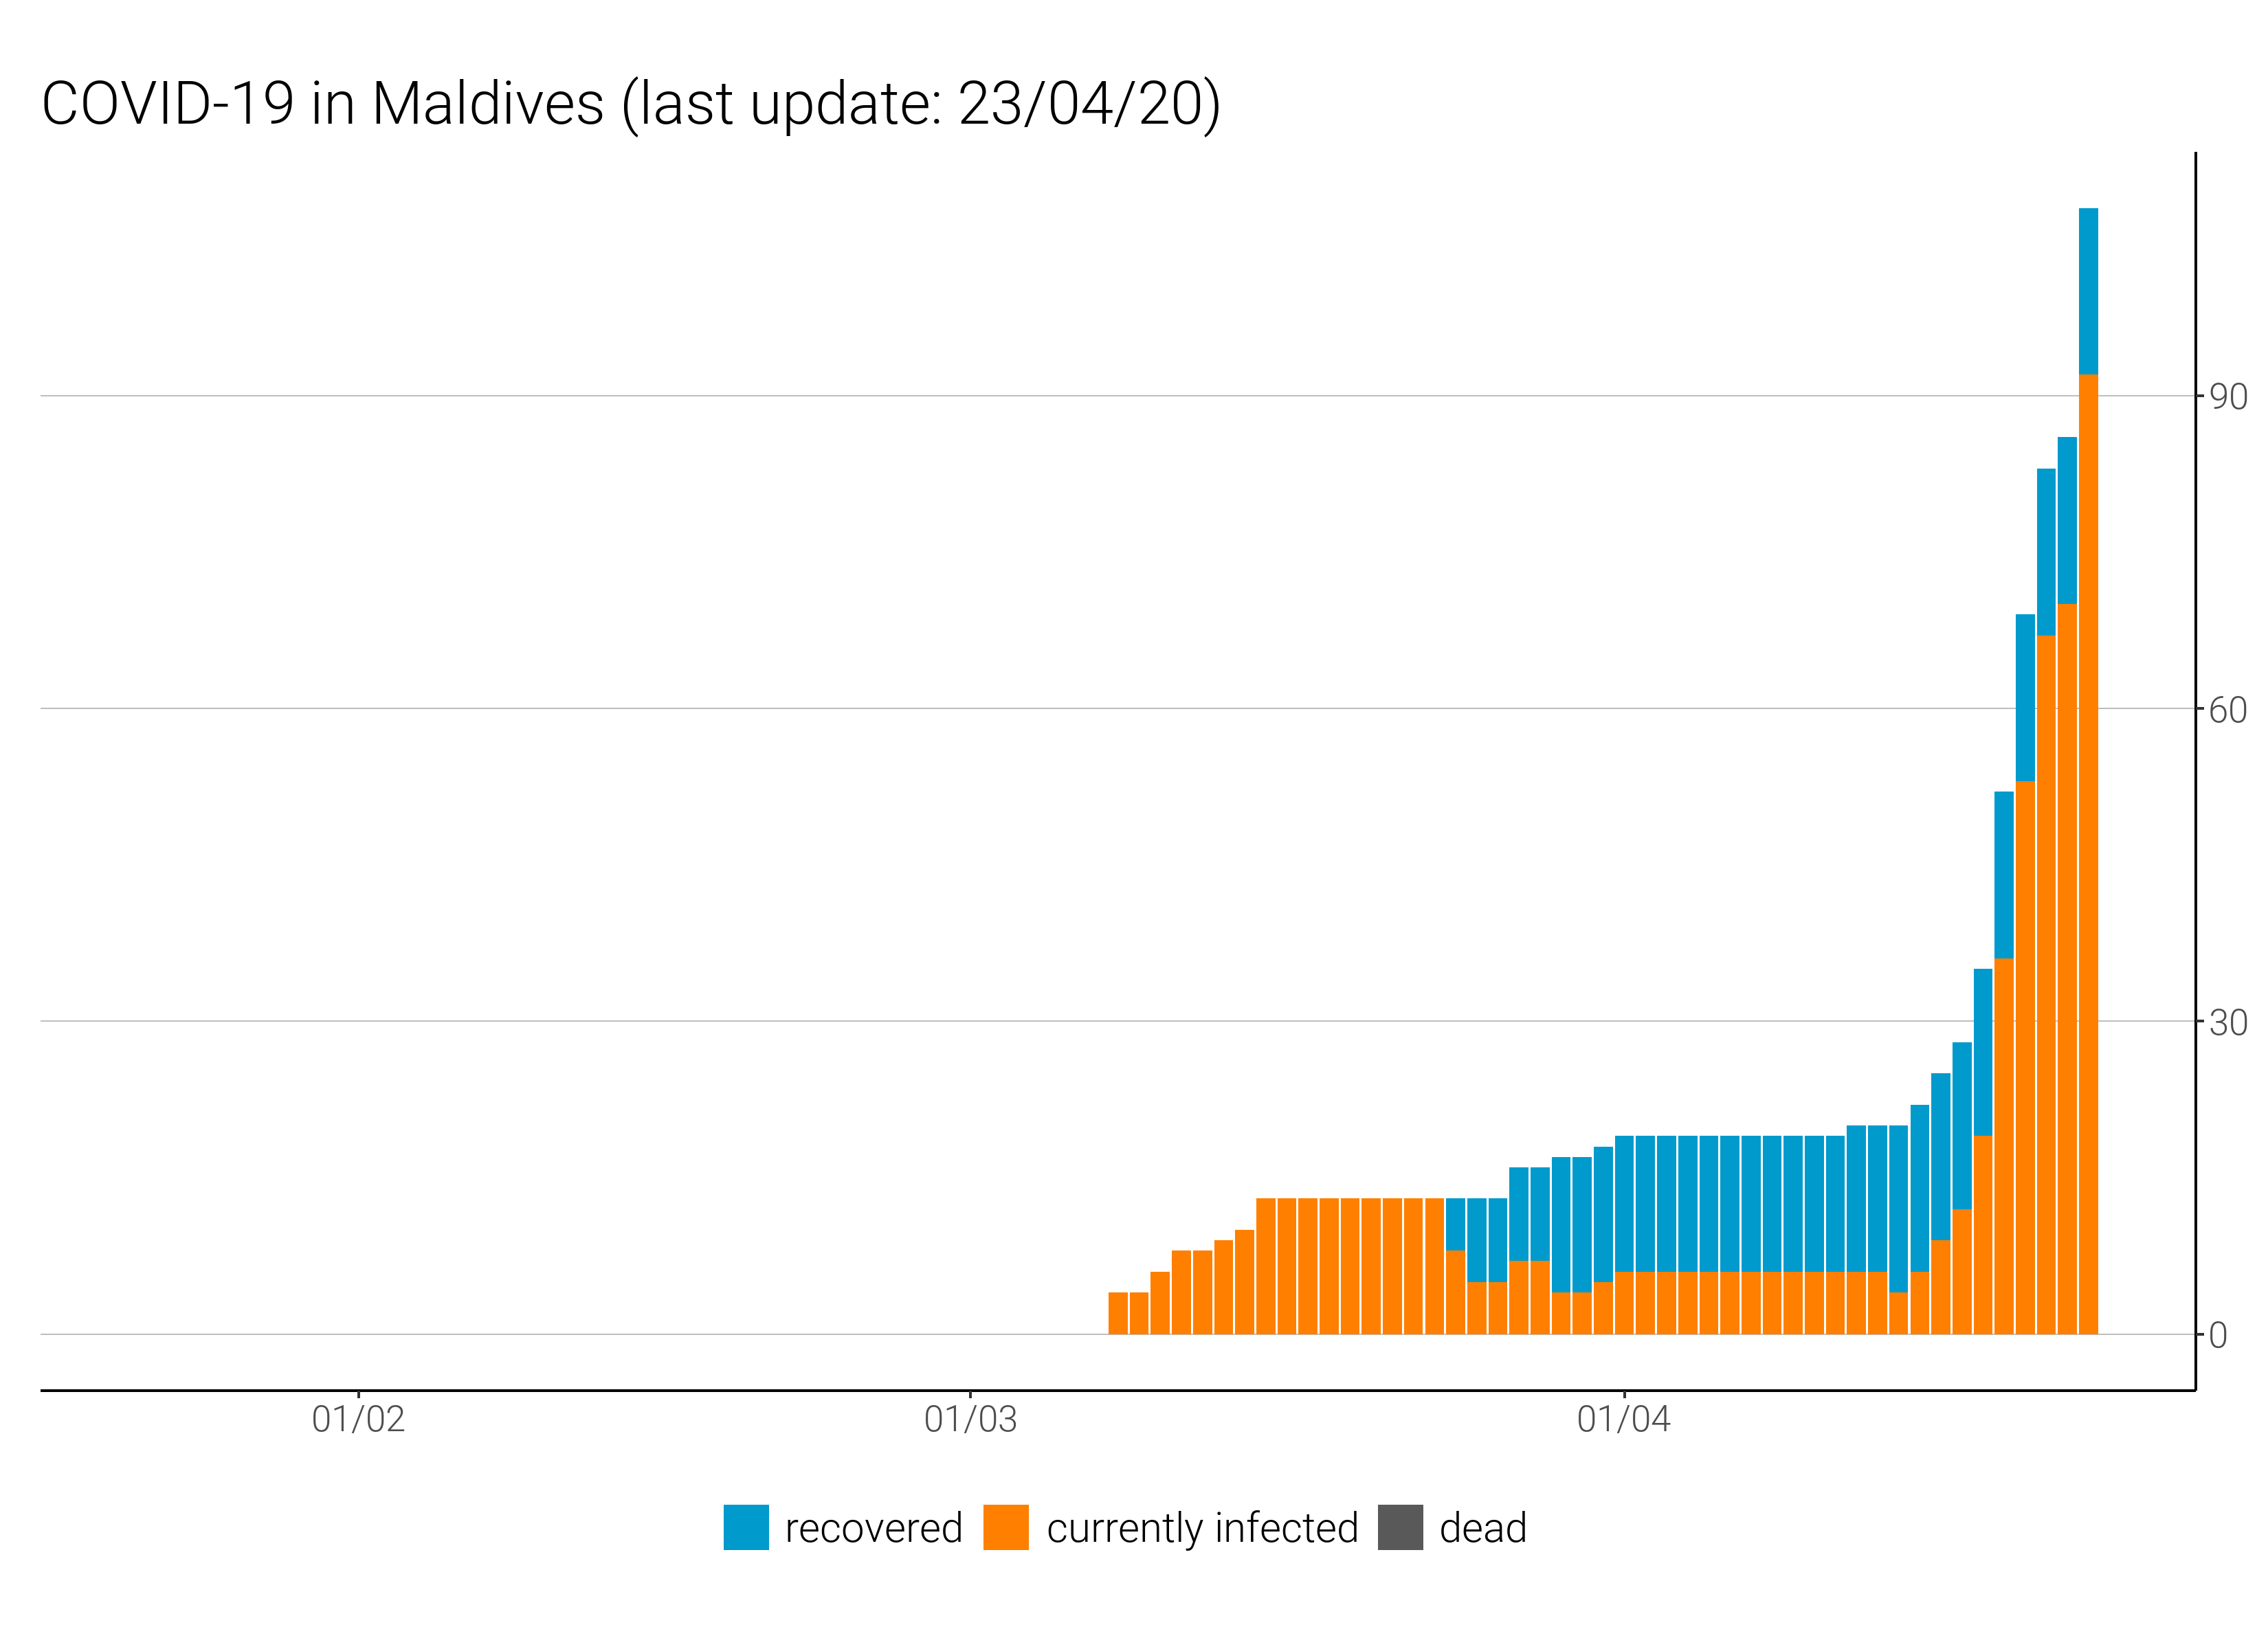 COVID-19 in Maldives (last update: 23/04/20)
90
60
30
0
01/02 01/03 01/04
recovered currently infected dead